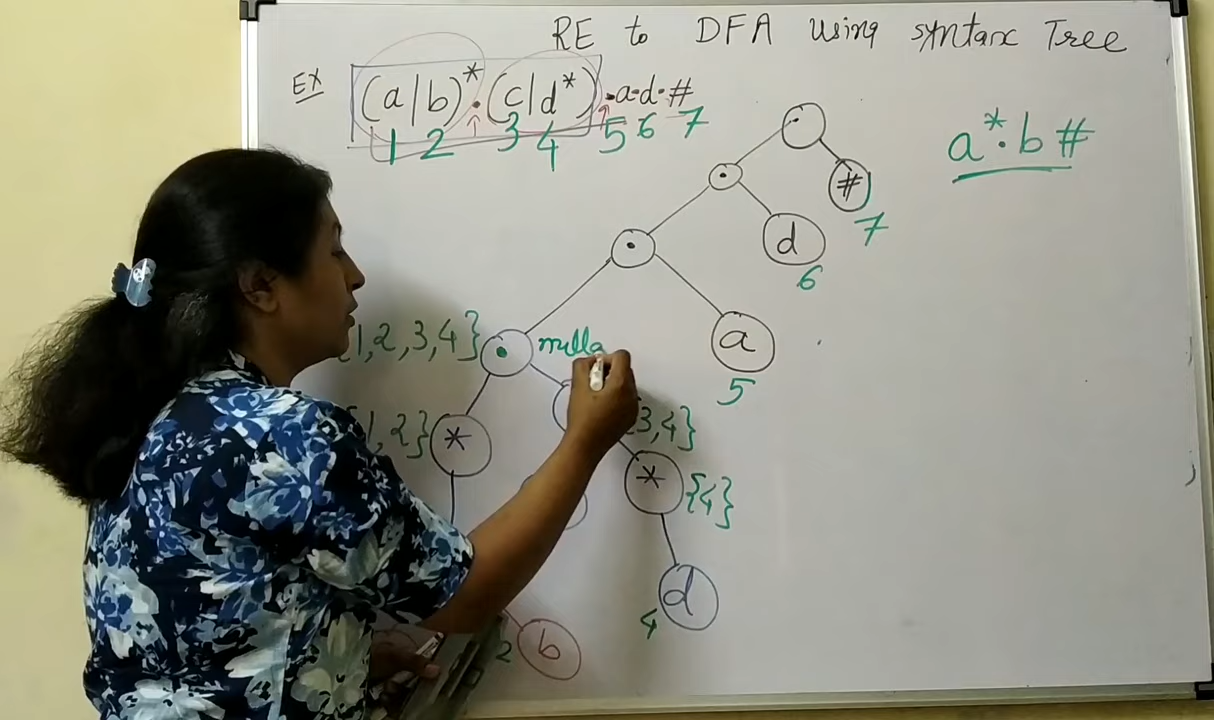 RE to DFA Using syntax Tree
Ex (a|b)*.(c|d*).a.d.#
1 2 3 4 5 6 7
a*.b#
.
#
7
.
d
6
.
a
5
{1,2,3,4} . nulla
1,2} *
3,4}
* {4}
d
4
2 b